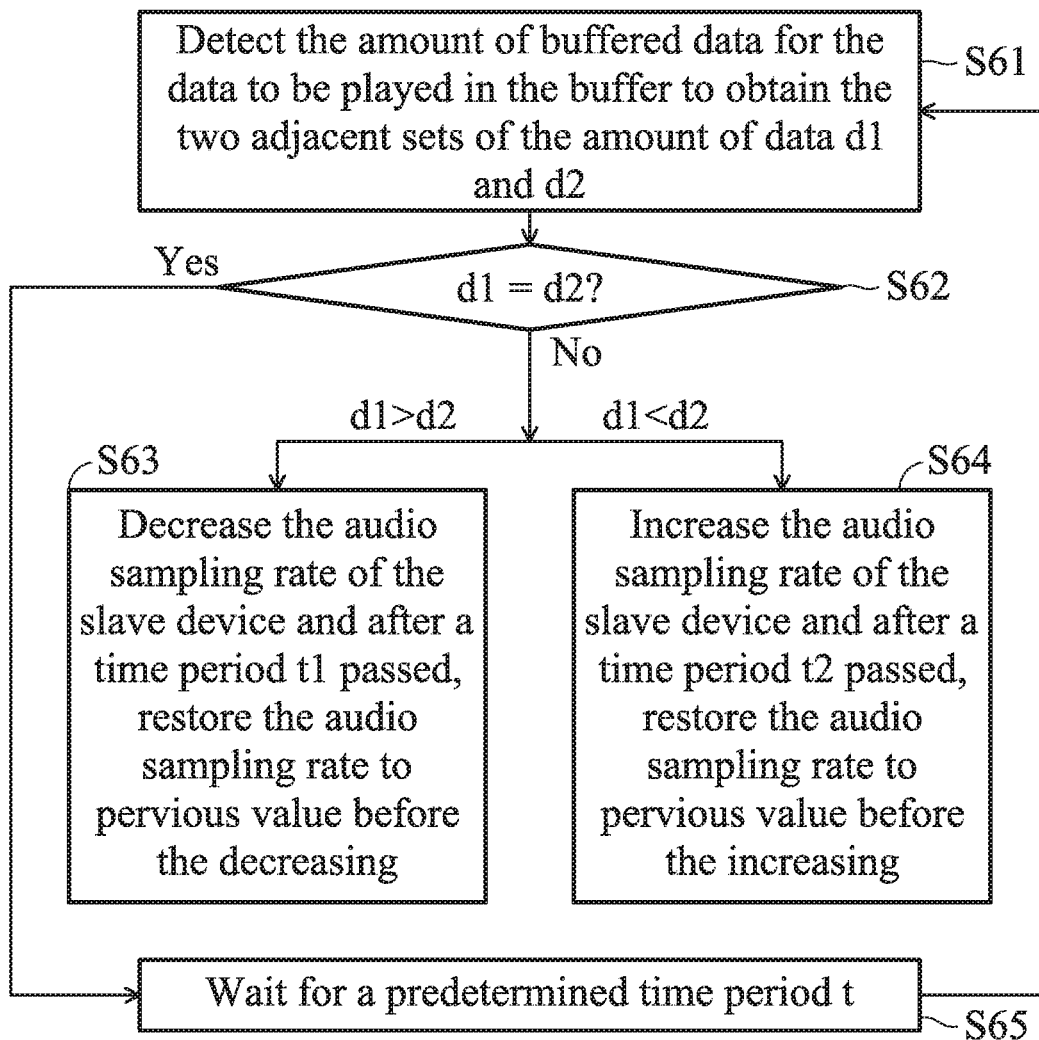 Detect the amount of buffered data for the
data to be played in the buffer to obtain the
two adjacent sets of the amount of data d1
and d2
S61
Yes
d1 = d2?
S62
No
d1>d2
d1<d2
S63
Decrease the audio
sampling rate of the
slave device and after a
time period t1 passed,
restore the audio
sampling rate to
pervious value before
the decreasing
S64
Increase the audio
sampling rate of the
slave device and after a
time period t2 passed,
restore the audio
sampling rate to
pervious value before
the increasing
Wait for a predetermined time period t
S65